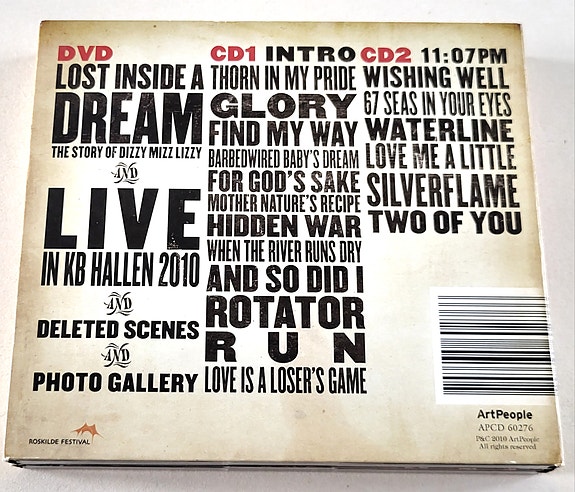 DVD
LOST INSIDE A
DREAM
THE STORY OF DIZZY MIZZ LIZZY
AND
LIVE
IN KB HALLEN 2010
AND
DELETED SCENES
AND
PHOTO GALLERY
ROSKILDE FESTIVAL
CD1 INTRO
THORN IN MY PRIDE
GLORY
FIND MY WAY
BARBEDWIRED BABY'S DREAM
FOR GOD'S SAKE
MOTHER NATURE'S RECIPE
HIDDEN WAR
WHEN THE RIVER RUNS DRY
AND SO DID I
ROTATOR
RUN
LOVE IS A LOSER'S GAME
CD2 11:07PM
WISHING WELL
67 SEAS IN YOUR EYES
WATERLINE
LOVE ME A LITTLE
SILVERFLAME
TWO OF YOU
ArtPeople
APCD 60276
P&C 2010 ArtPeople
All rights reserved